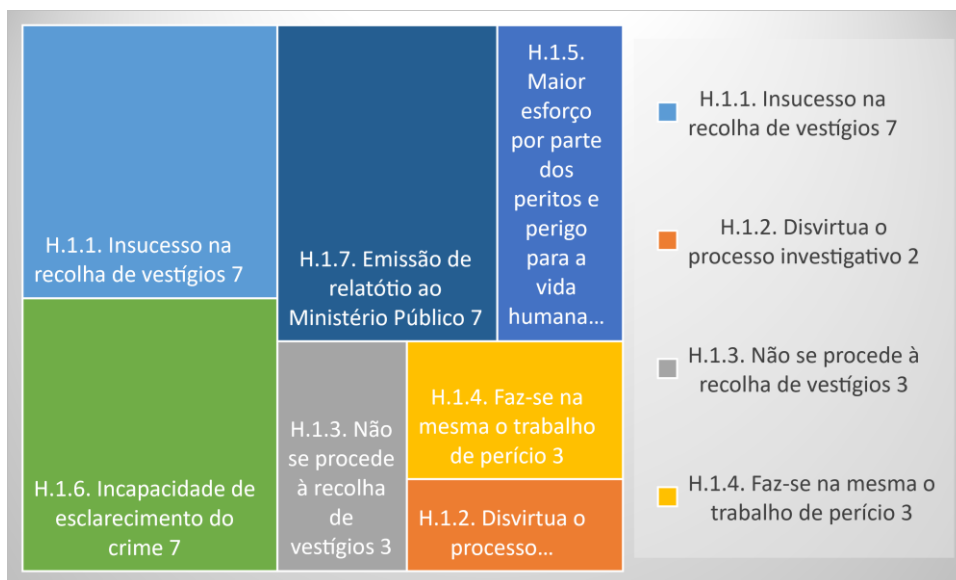 H.1.1. Insucesso na
recolha de vestígios 7
H.1.6. Incapacidade de
esclarecimento do
crime 7
H.1.7. Emissão de
relatótio ao
Ministério Público 7
H.1.5.
Maior
esforço
por parte
dos
peritos e
perigo
para a
vida
humana...
H.1.3. Não
se procede
à recolha
de
vestígios 3
H.1.4. Faz-se na
mesma o trabalho
de perício 3
H.1.2. Disvirtua o
processo...
H.1.1. Insucesso na
recolha de vestígios 7
H.1.2. Disvirtua o
processo investigativo 2
H.1.3. Não se procede à
recolha de vestígios 3
H.1.4. Faz-se na mesma o
trabalho de perício 3